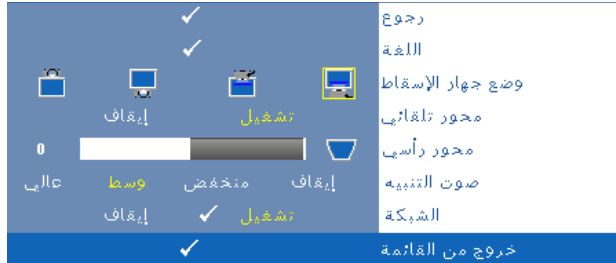 رجوع
اللغة
وضع جهار الإسقاط
محور تلقائي تشغيل إيقاف
محور رأسي 0
صوت التنبيه إيقاف منخفض وسط عالي
الشبكة تشغيل إيقاف
خروج من القائمة